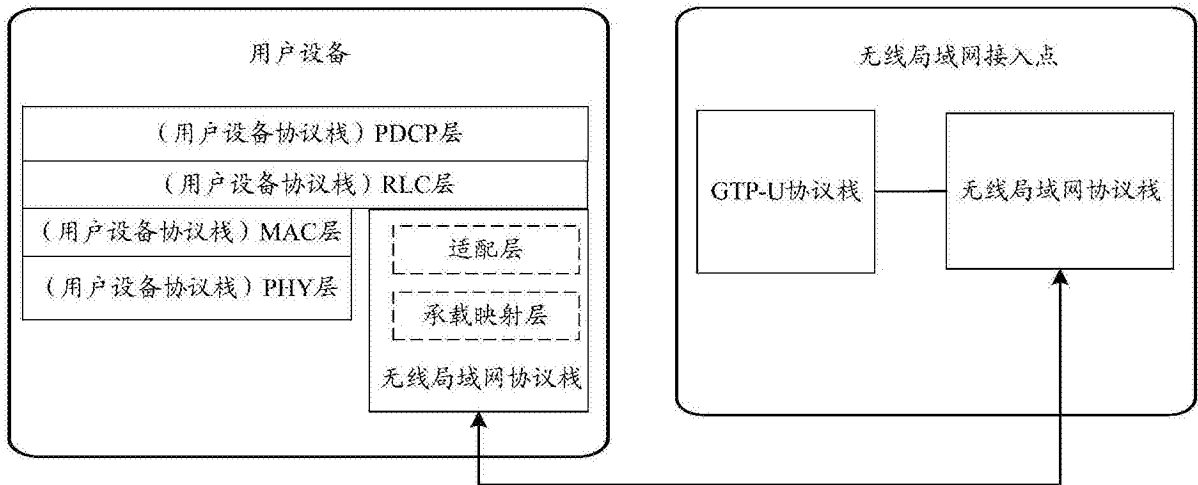 用户设备
（用户设备协议栈）PDCP层
（用户设备协议栈）RLC层
（用户设备协议栈）MAC层
（用户设备协议栈）PHY层
适配层
承载映射层
无线局域网协议栈
无线局域网接入点
GTP-U协议栈
无线局域网协议栈